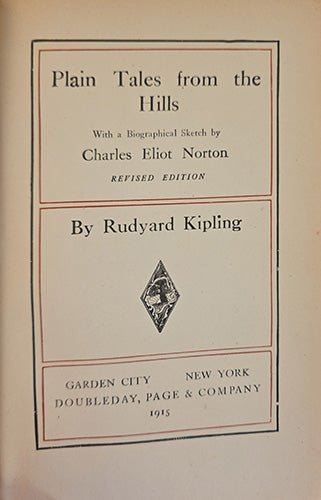 Plain Tales from the
Hills
With a Biographical Sketch by
Charles Eliot Norton
REVISED EDITION
By Rudyard Kipling
GARDEN CITY NEW YORK
DOUBLEDAY, PAGE & COMPANY
1915